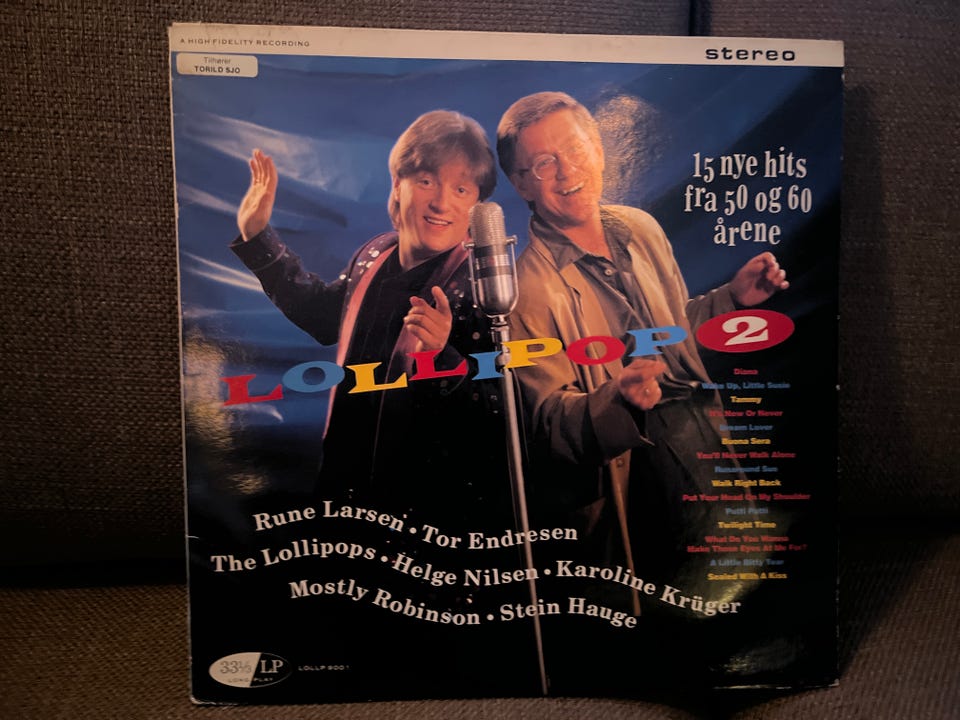 A HIGH FIDELITY RECORDING
stereo
Tilhører
TORILD SJO
15 nye hits
fra 50 og 60
årene
LOLLIPOP 2
Diana
Wake Up, Little Susie
Tammy
It's Now Or Never
Dream Lover
Buona Sera
You'll Never Walk Alone
Runaround Sue
Walk Right Back
Put Your Head On My Shoulder
Putti Putti
Twilight Time
What Do You Wanna
Make Those Eyes At Me For?
A Little Bitty Tear
Sealed With A Kiss
Rune Larsen • Tor Endresen
The Lollipops • Helge Nilsen • Karoline Krüger
Mostly Robinson • Stein Hauge
33⅓ LP
LONG PLAY
LOLLP 9001